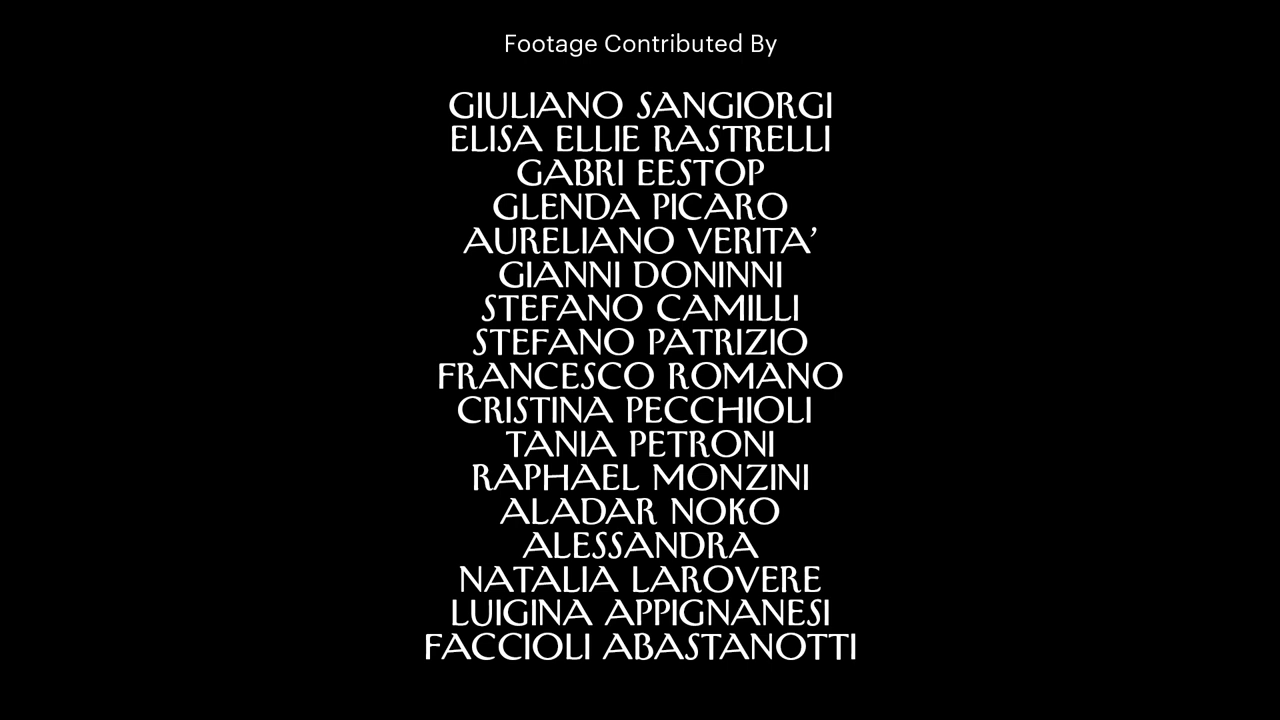 Footage Contributed By
GIULIANO SANGIORGI
ELISA ELLIE RASTRELLI
GABRI EESTOP
GLENDA PICARO
AURELIANO VERITA’
GIANNI DONINNI
STEFANO CAMILLI
STEFANO PATRIZIO
FRANCESCO ROMANO
CRISTINA PECCHIOLI
TANIA PETRONI
RAPHAEL MONZINI
ALADAR NOKO
ALESSANDRA
NATALIA LAROVERE
LUIGINA APPIGNANESI
FACCIOLI ABASTANOTTI